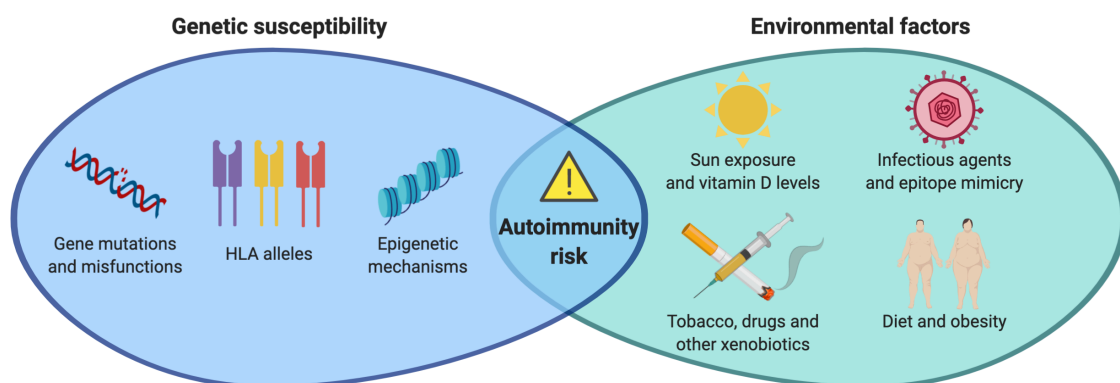 Genetic susceptibility
Environmental factors
Gene mutations
and misfunctions
HLA alleles
Epigenetic
mechanisms
Autoimmunity
risk
Sun exposure
and vitamin D levels
Infectious agents
and epitope mimicry
Tobacco, drugs and
other xenobiotics
Diet and obesity